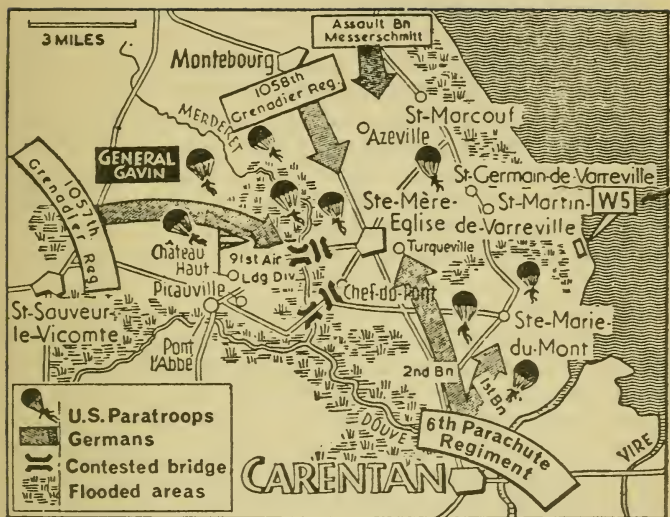 3 MILES
Assault Bn
Messerschmitt
Montebourg
1058th
Grenadier Reg.
MERDERET
St-Marcouf
Azeville
GENERAL
GAVIN
St-Germain-de-Varreville
St-Martin-
de-Varreville
W5
1057th
Grenadier Reg
Ste-Mère-
Eglise
Turqueville
Château
Haut
91st Air
Ldg Div.
Picauville
Chef-du-Pont
St-Sauveur-
le-Vicomte
Ste-Marie-
du-Mont
Pont
l'Abbé
2nd Bn
1st Bn
U.S. Paratroops
Germans
Contested bridge
Flooded areas
DOUVE
6th Parachute
Regiment
CARENTAN
VIRE